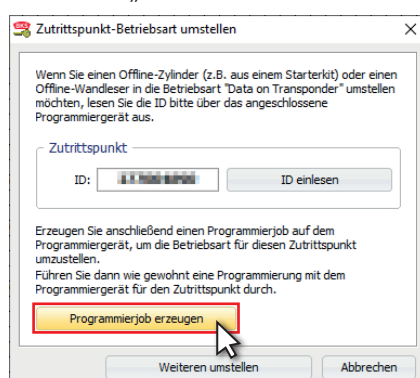 BKS
Zutrittspunkt-Betriebsart umstellen
Wenn Sie einen Offline-Zylinder (z.B. aus einem Starterkit) oder einen
Offline-Wandleser in die Betriebsart "Data on Transponder" umstellen
möchten, lesen Sie die ID bitte über das angeschlossene
Programmiergerät aus.
Zutrittspunkt
ID:
ID einlesen
Erzeugen Sie anschließend einen Programmierjob auf dem
Programmiergerät, um die Betriebsart für diesen Zutrittspunkt
umzustellen.
Führen Sie dann wie gewohnt eine Programmierung mit dem
Programmiergerät für den Zutrittspunkt durch.
Programmierjob erzeugen
Weiteren umstellen
Abbrechen